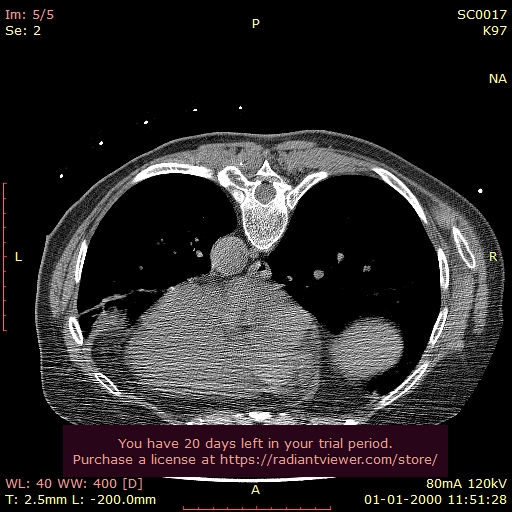 Im: 5/5
Se: 2
P
SC0017
K97
NA
L
R
You have 20 days left in your trial period.
Purchase a license at https://radiantviewer.com/store/
WL: 40 WW: 400 [D]
T: 2.5mm L: -200.0mm
A
80mA 120kV
01-01-2000 11:51:28